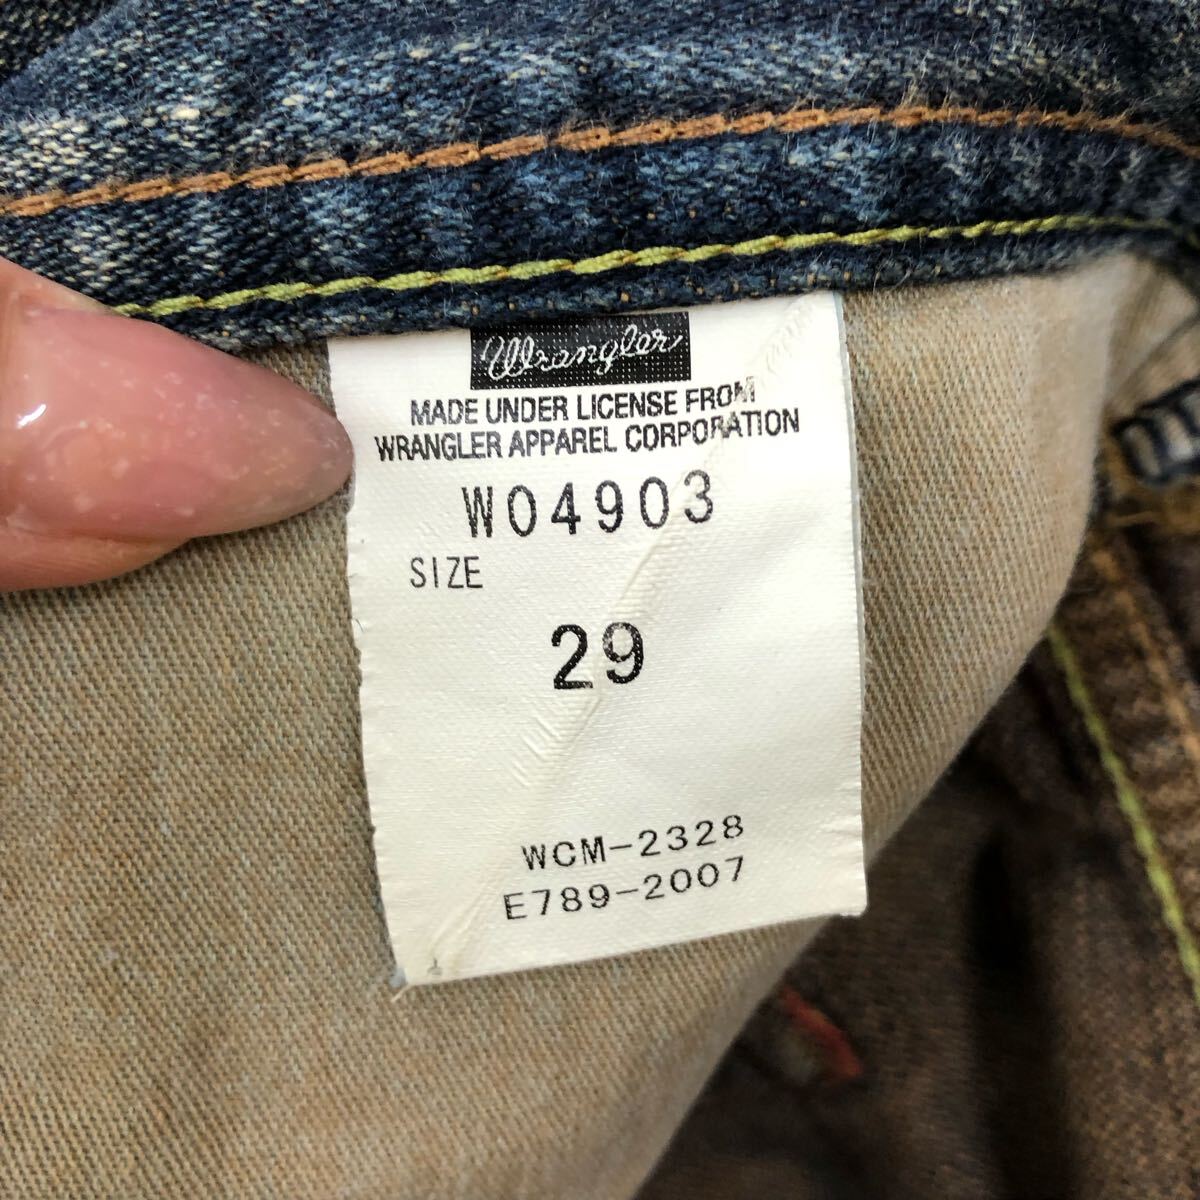 Wrangler
MADE UNDER LICENSE FROM
WRANGLER APPAREL CORPORATION
W04903
SIZE
29
WCM-2328
E789-2007